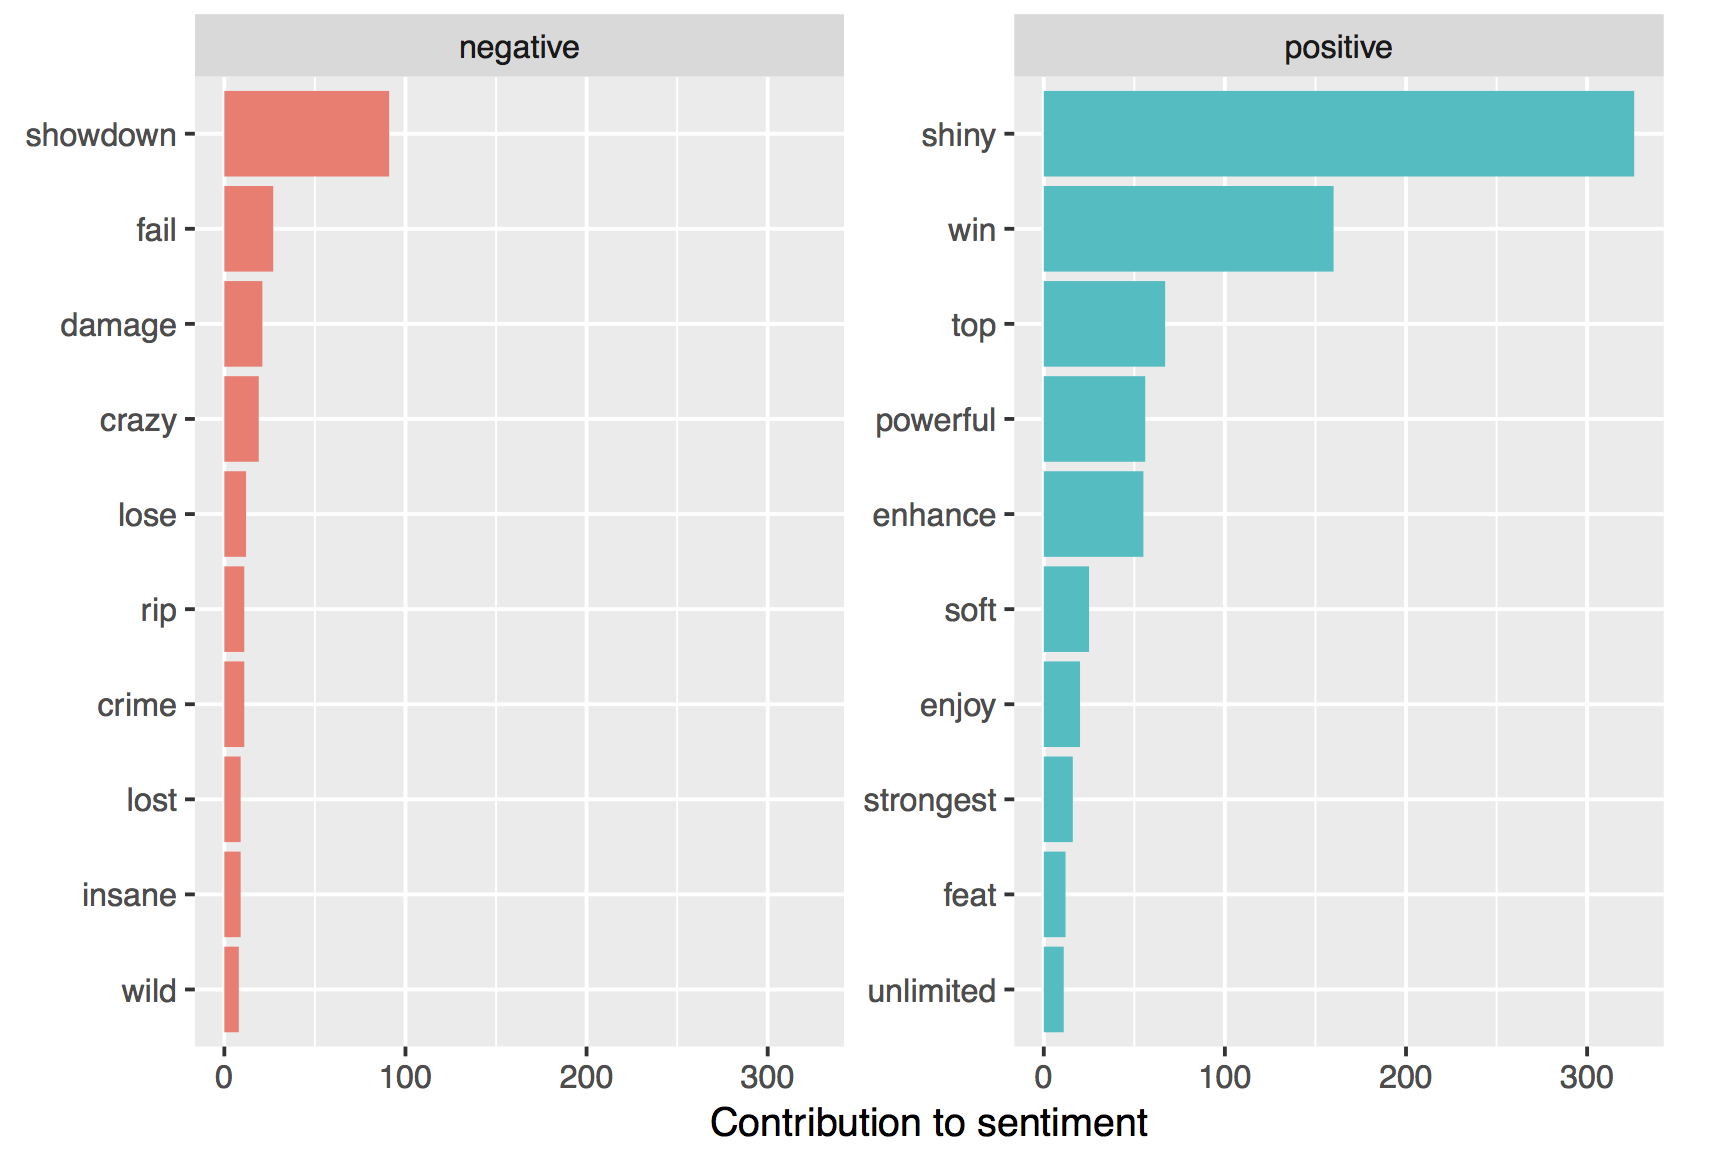 negative
showdown
fail
damage
crazy
lose
rip
crime
lost
insane
wild
0 100 200 300
positive
shiny
win
top
powerful
enhance
soft
enjoy
strongest
feat
unlimited
0 100 200 300
Contribution to sentiment